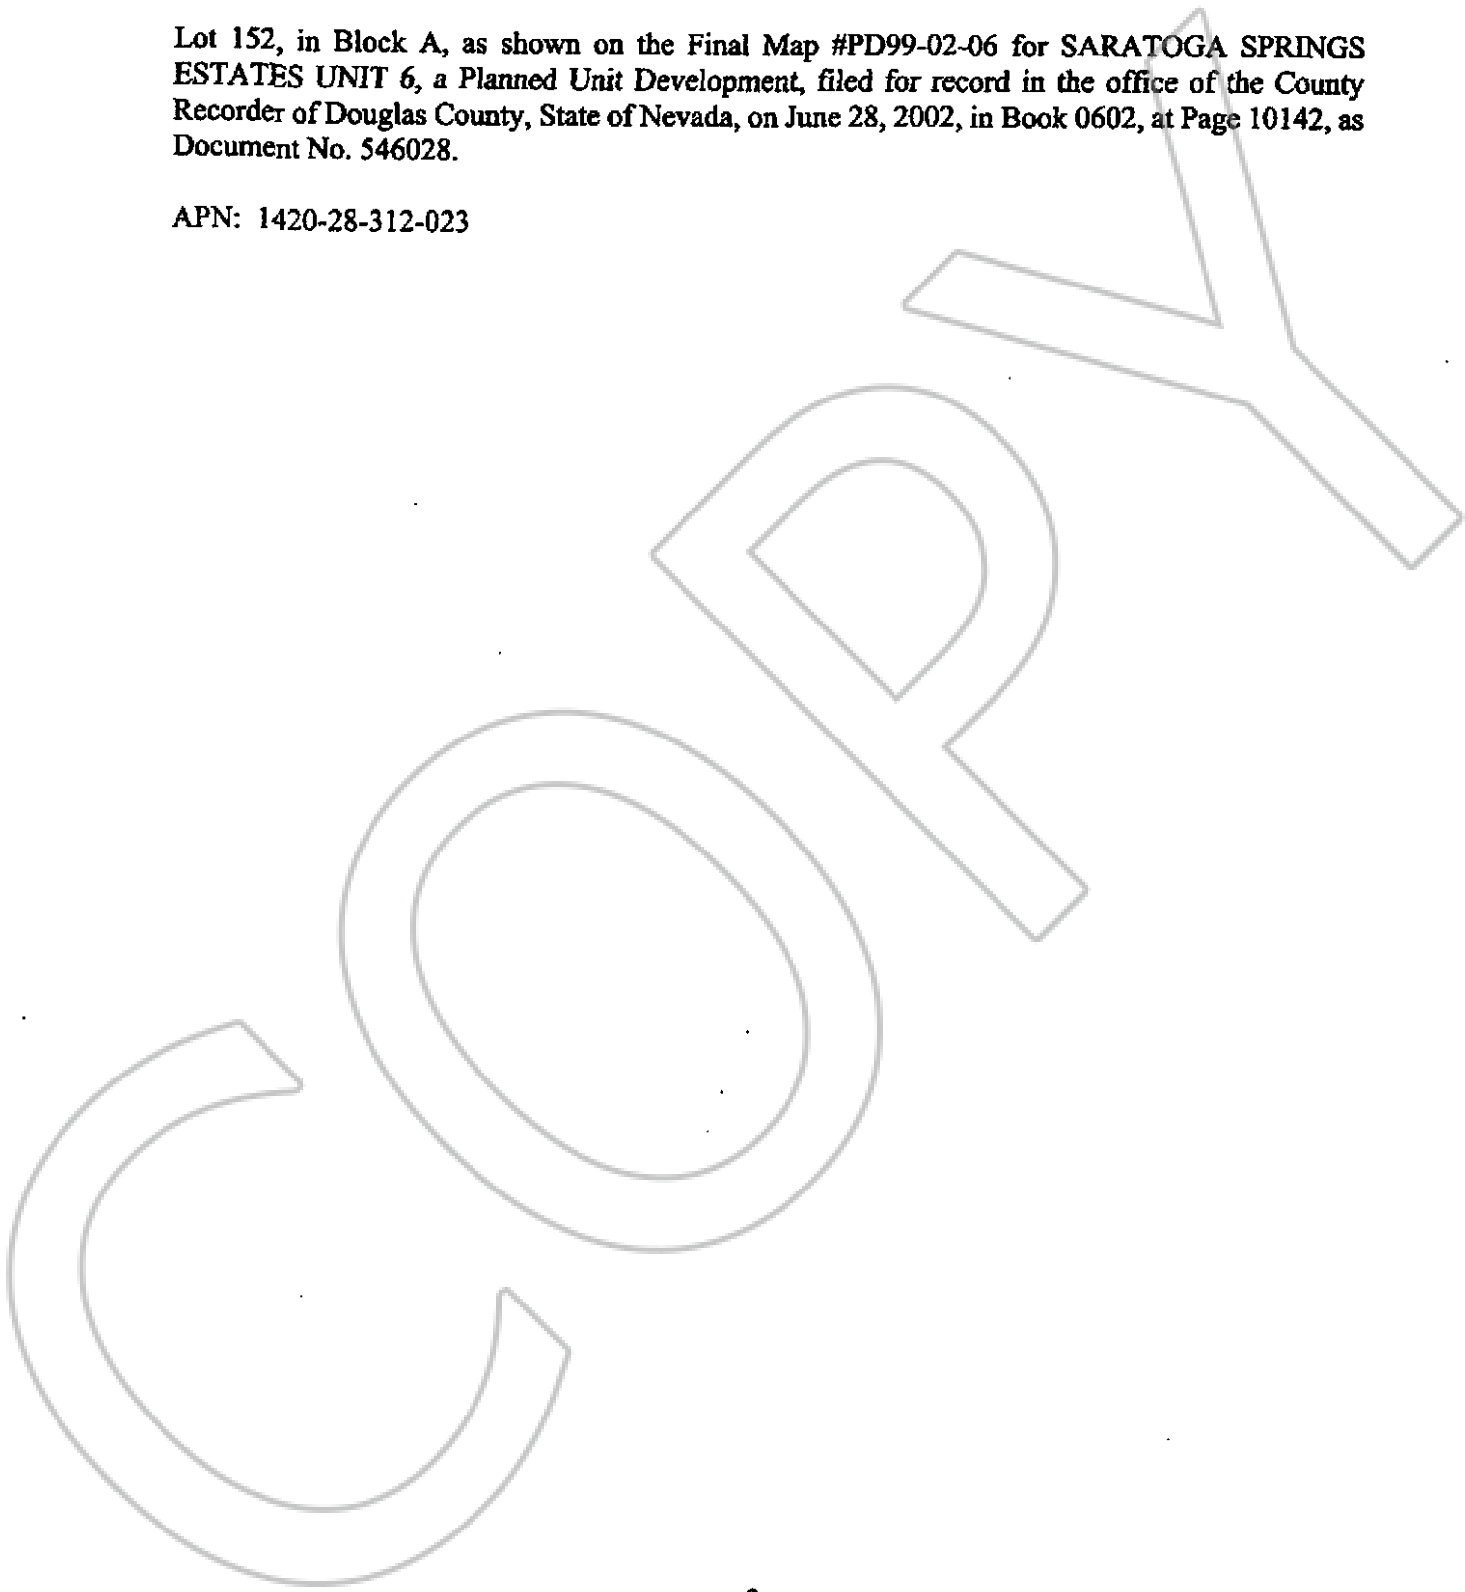 Lot 152, in Block A, as shown on the Final Map #PD99-02-06 for SARATOGA SPRINGS
ESTATES UNIT 6, a Planned Unit Development, filed for record in the office of the County
Recorder of Douglas County, State of Nevada, on June 28, 2002, in Book 0602, at Page 10142, as
Document No. 546028.
APN: 1420-28-312-023
COPY